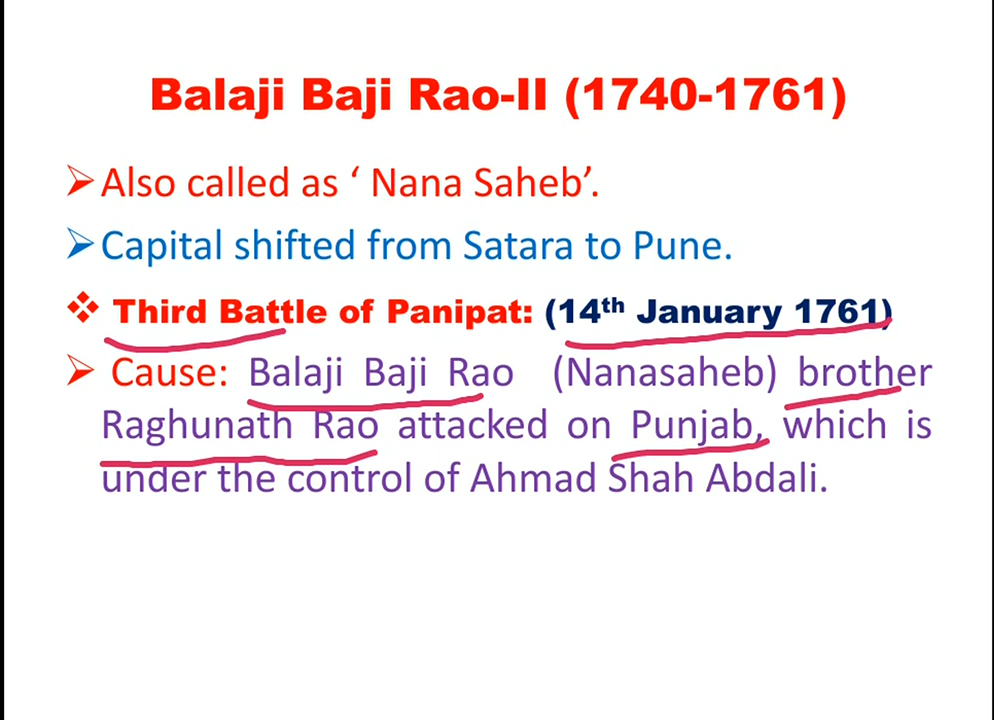 Balaji Baji Rao-II (1740-1761)
➢Also called as ‘ Nana Saheb’.
➢Capital shifted from Satara to Pune.
❖ Third Battle of Panipat: (14th January 1761)
➢ Cause: Balaji Baji Rao (Nanasaheb) brother
Raghunath Rao attacked on Punjab, which is
under the control of Ahmad Shah Abdali.